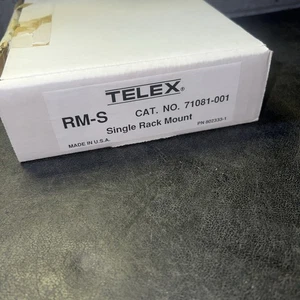 TELEX®
RM-S CAT. NO. 71081-001
Single Rack Mount
MADE IN U.S.A.